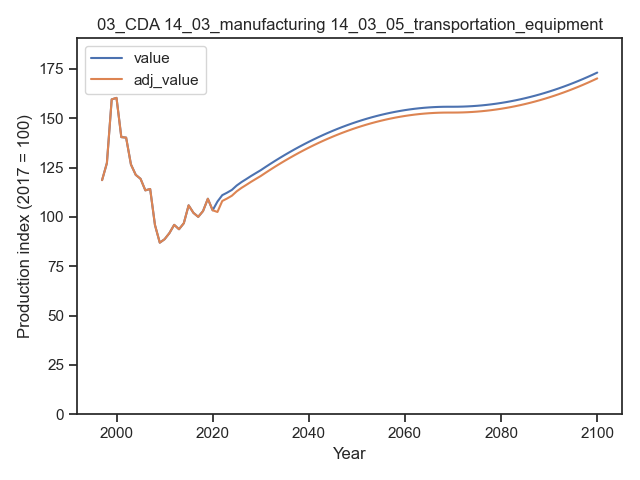 03_CDA 14_03_manufacturing 14_03_05_transportation_equipment
value
adj_value
Production index (2017 = 100)
175
150
125
100
75
50
25
0
2000
2020
2040
2060
2080
2100
Year